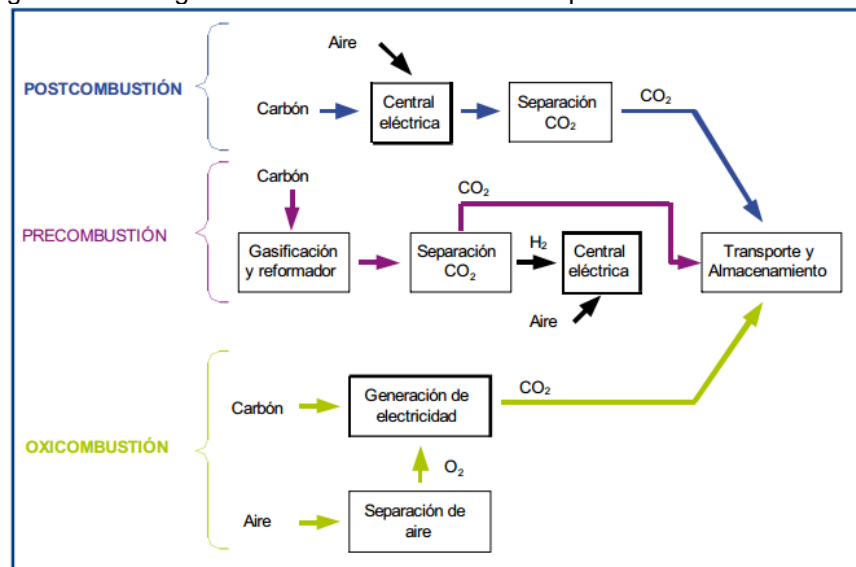 Aire
POSTCOMBUSTIÓN
Carbón
Central
eléctrica
Separación
CO₂
CO₂
Carbón
PRECOMBUSTIÓN
Gasificación
y reformador
Separación
CO₂
CO₂
H₂
Central
eléctrica
Aire
Transporte y
Almacenamiento
OXICOMBUSTIÓN
Carbón
Generación de
electricidad
CO₂
O₂
Aire
Separación de
aire